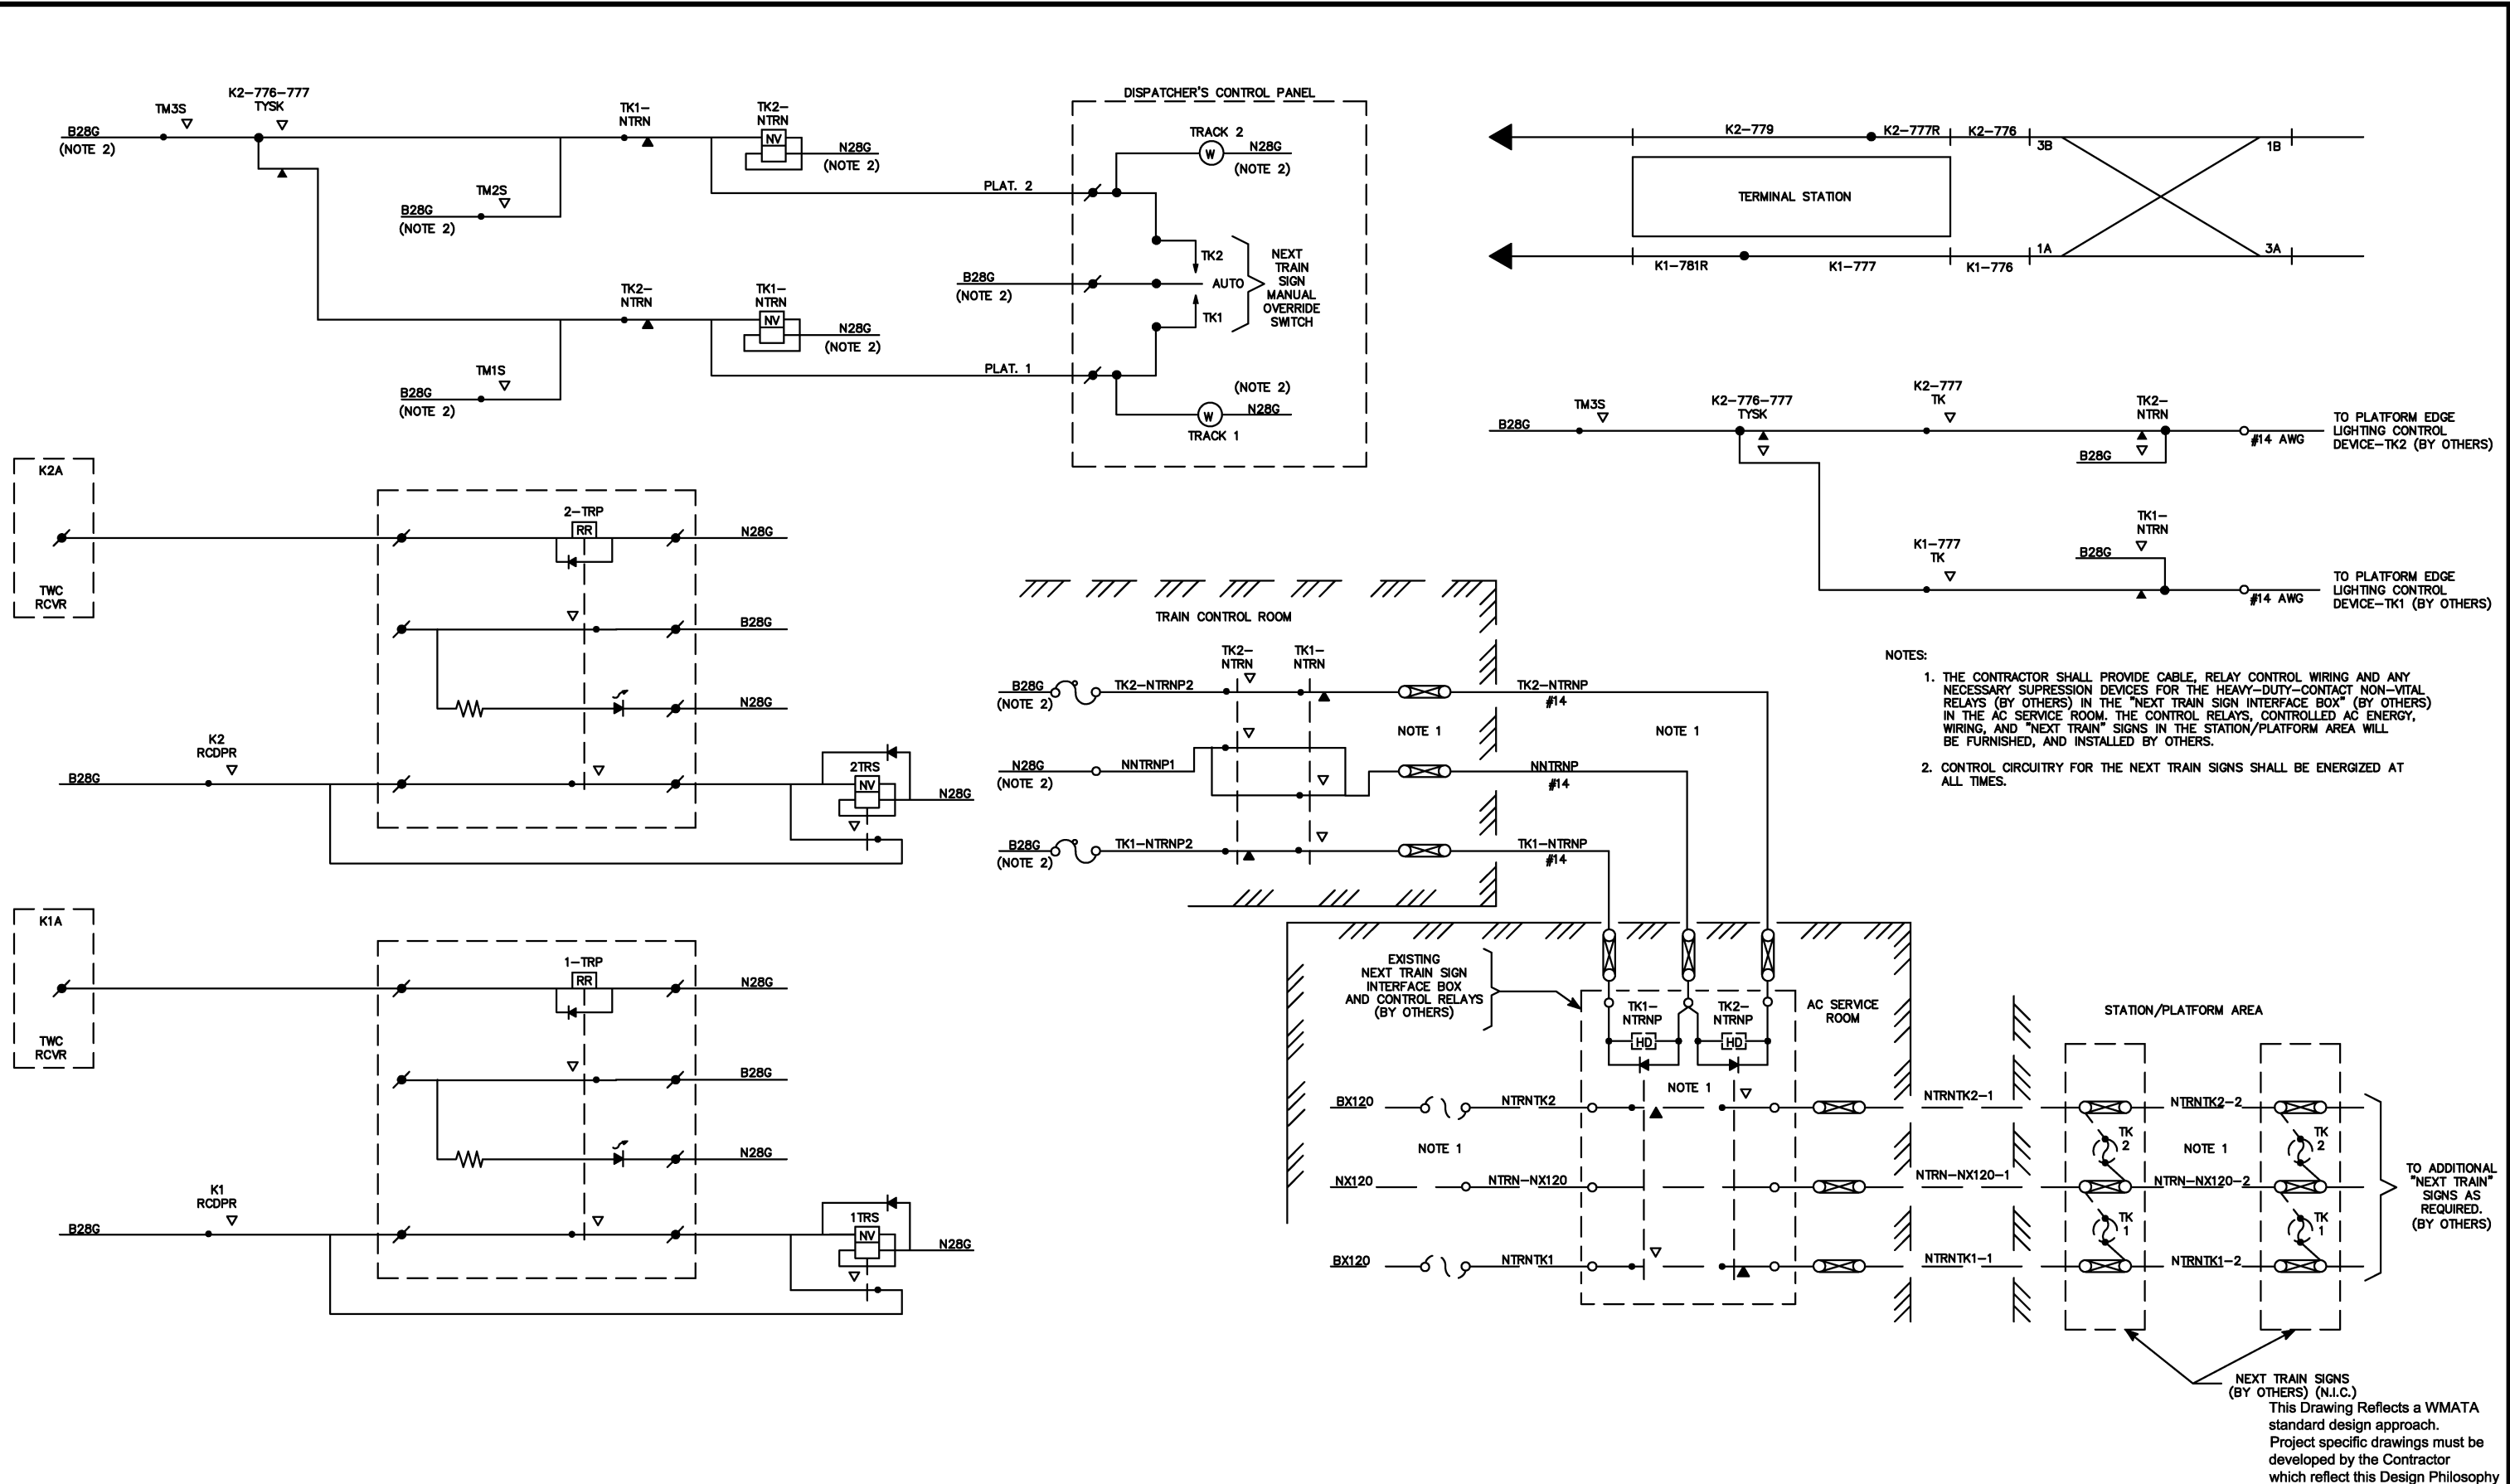 K2-776-777
TYSK
TM3S
B28G
(NOTE 2)
TK1-
NTRN
TK2-
NTRN
NV
N28G
(NOTE 2)
TM2S
B28G
(NOTE 2)
PLAT. 2
TK2-
NTRN
TK1-
NTRN
NV
N28G
(NOTE 2)
TM1S
B28G
(NOTE 2)
PLAT. 1
DISPATCHER'S CONTROL PANEL
TRACK 2
W
N28G
(NOTE 2)
B28G
(NOTE 2)
TK2
AUTO
TK1
NEXT
TRAIN
SIGN
MANUAL
OVERRIDE
SWITCH
(NOTE 2)
W
N28G
TRACK 1
K2-779
K2-777R
K2-776
3B
1B
TERMINAL STATION
1A
3A
K1-781R
K1-777
K1-776
TM3S
B28G
K2-776-777
TYSK
K2-777
TK
TK2-
NTRN
B28G
#14 AWG
TO PLATFORM EDGE
LIGHTING CONTROL
DEVICE-TK2 (BY OTHERS)
K1-777
TK
TK1-
NTRN
B28G
#14 AWG
TO PLATFORM EDGE
LIGHTING CONTROL
DEVICE-TK1 (BY OTHERS)
NOTES:
1. THE CONTRACTOR SHALL PROVIDE CABLE, RELAY CONTROL WIRING AND ANY
NECESSARY SUPRESSION DEVICES FOR THE HEAVY-DUTY-CONTACT NON-VITAL
RELAYS (BY OTHERS) IN THE "NEXT TRAIN SIGN INTERFACE BOX" (BY OTHERS)
IN THE AC SERVICE ROOM. THE CONTROL RELAYS, CONTROLLED AC ENERGY,
WIRING, AND "NEXT TRAIN" SIGNS IN THE STATION/PLATFORM AREA WILL
BE FURNISHED, AND INSTALLED BY OTHERS.
2. CONTROL CIRCUITRY FOR THE NEXT TRAIN SIGNS SHALL BE ENERGIZED AT
ALL TIMES.
K2A
TWC
RCVR
2-TRP
RR
N28G
B28G
N28G
K2
RCDPR
B28G
2TRS
NV
N28G
K1A
TWC
RCVR
1-TRP
RR
N28G
B28G
N28G
K1
RCDPR
B28G
1TRS
NV
N28G
TRAIN CONTROL ROOM
TK2-
NTRN
TK1-
NTRN
B28G
(NOTE 2)
TK2-NTRNP2
TK2-NTRNP
#14
NOTE 1
NOTE 1
N28G
(NOTE 2)
NNTRNP1
NNTRNP
#14
B28G
(NOTE 2)
TK1-NTRNP2
TK1-NTRNP
#14
EXISTING
NEXT TRAIN SIGN
INTERFACE BOX
AND CONTROL RELAYS
(BY OTHERS)
TK1-
NTRNP
HD
TK2-
NTRNP
HD
AC SERVICE
ROOM
NOTE 1
BX120
NTRNTK2
NOTE 1
NX120
NTRN-NX120
BX120
NTRNTK1
STATION/PLATFORM AREA
NTRNTK2-1
NTRNTK2-2
TK
2
NOTE 1
TK
2
NTRN-NX120-1
NTRN-NX120-2
TK
1
TK
1
NTRNTK1-1
NTRNTK1-2
TO ADDITIONAL
"NEXT TRAIN"
SIGNS AS
REQUIRED.
(BY OTHERS)
NEXT TRAIN SIGNS
(BY OTHERS) (N.I.C.)
This Drawing Reflects a WMATA
standard design approach.
Project specific drawings must be
developed by the Contractor
which reflect this Design Philosophy